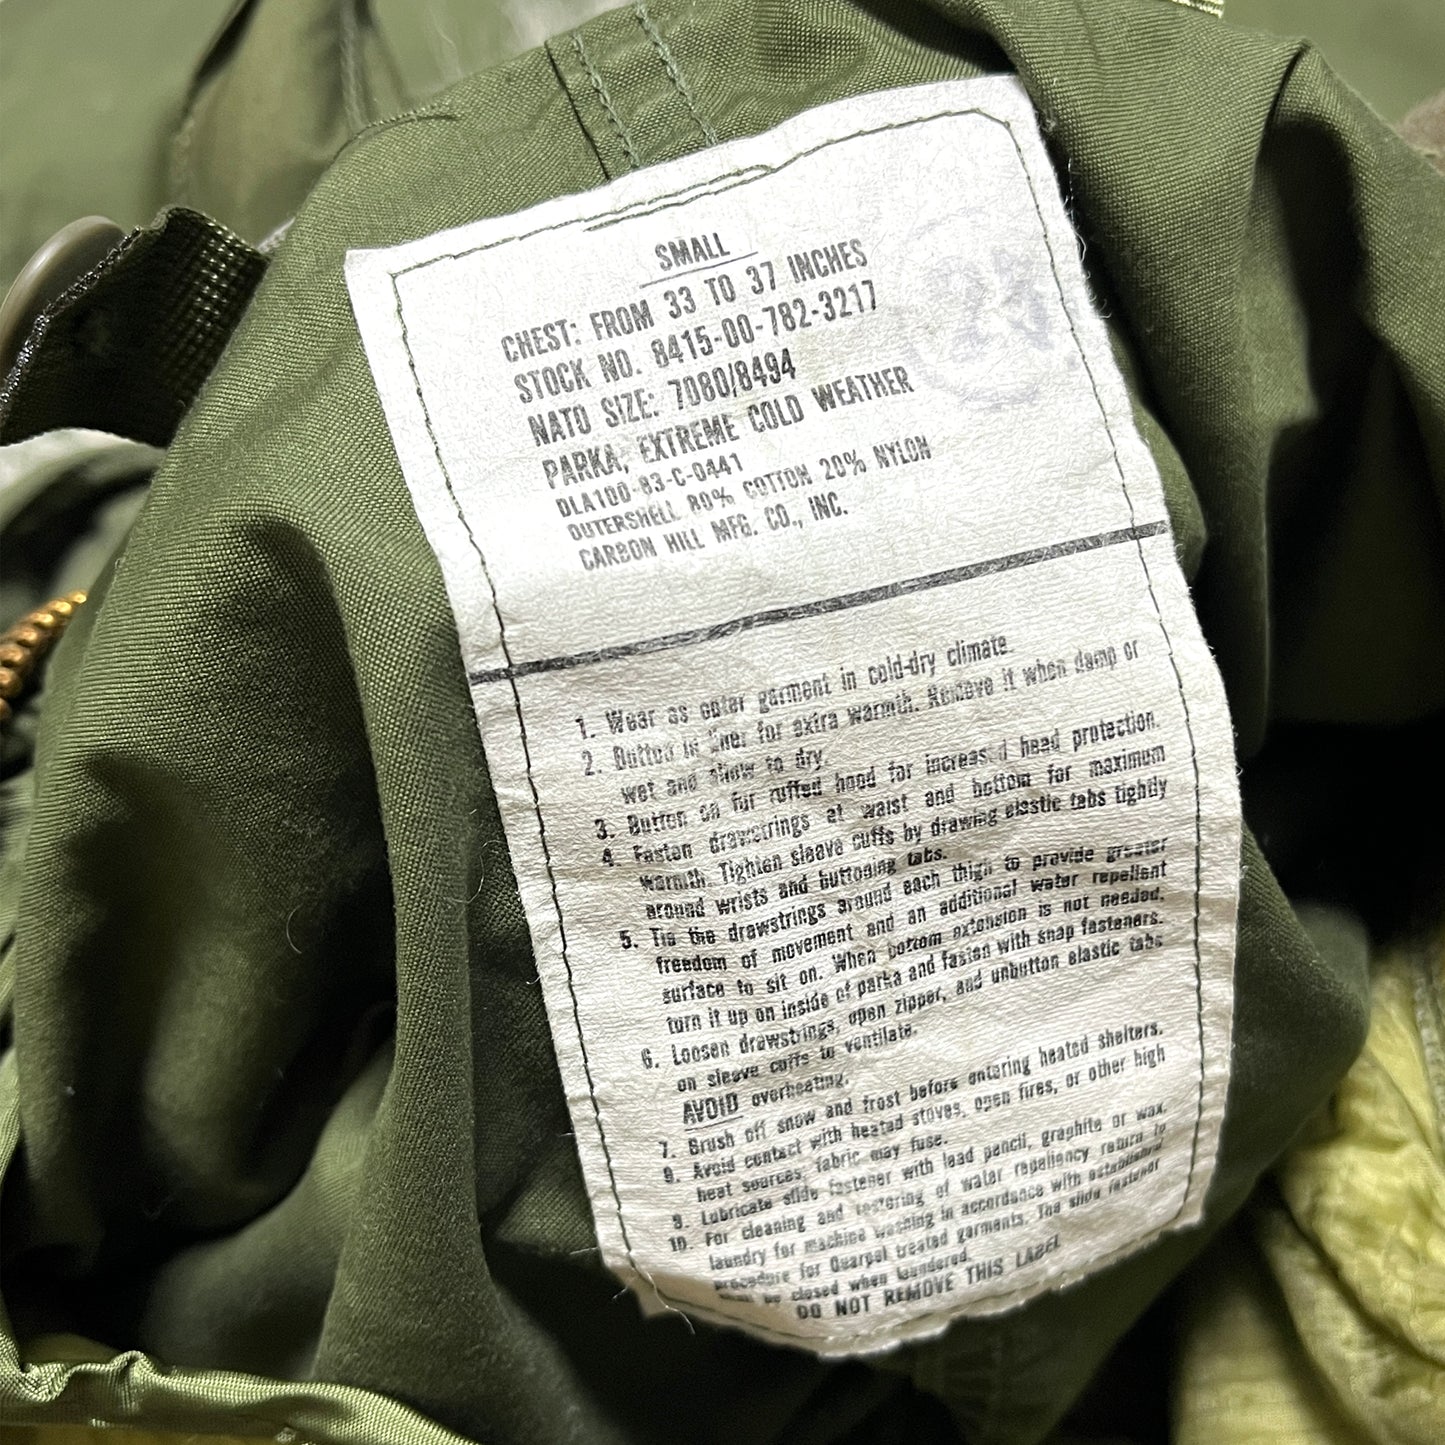 SMALL
CHEST: FROM 33 TO 37 INCHES
STOCK NO. 8415-00-782-3217
NATO SIZE: 7080/8494
PARKA, EXTREME COLD WEATHER
DLA100-83-C-0441
OUTERSHELL 80% COTTON 20% NYLON
CARBON HILL MFG. CO., INC.
23
1. Wear as outer garment in cold-dry climate.
2. Button in liner for extra warmth. Remove it when damp or
wet and allow to dry.
3. Button on fur ruffed hood for increased head protection.
4. Fasten drawstrings at waist and bottom for maximum
warmth. Tighten sleeve cuffs by drawing elastic tabs tightly
around wrists and buttoning tabs.
5. Tie the drawstrings around each thigh to provide greater
freedom of movement and an additional water repellent
surface to sit on. When bottom extension is not needed,
turn it up on inside of parka and fasten with snap fasteners.
6. Loosen drawstrings, open zipper, and unbutton elastic tabs
on sleeve cuffs to ventilate.
AVOID overheating.
7. Brush off snow and frost before entering heated shelters.
8. Avoid contact with heated stoves, open fires, or other high
heat sources, fabric may fuse.
9. Lubricate slide fastener with lead pencil, graphite or wax.
10. For cleaning and restoring of water repellency return to
laundry for machine washing in accordance with established
procedure for Quarpel treated garments. The slide fastener
must be closed when laundered.
DO NOT REMOVE THIS LABEL